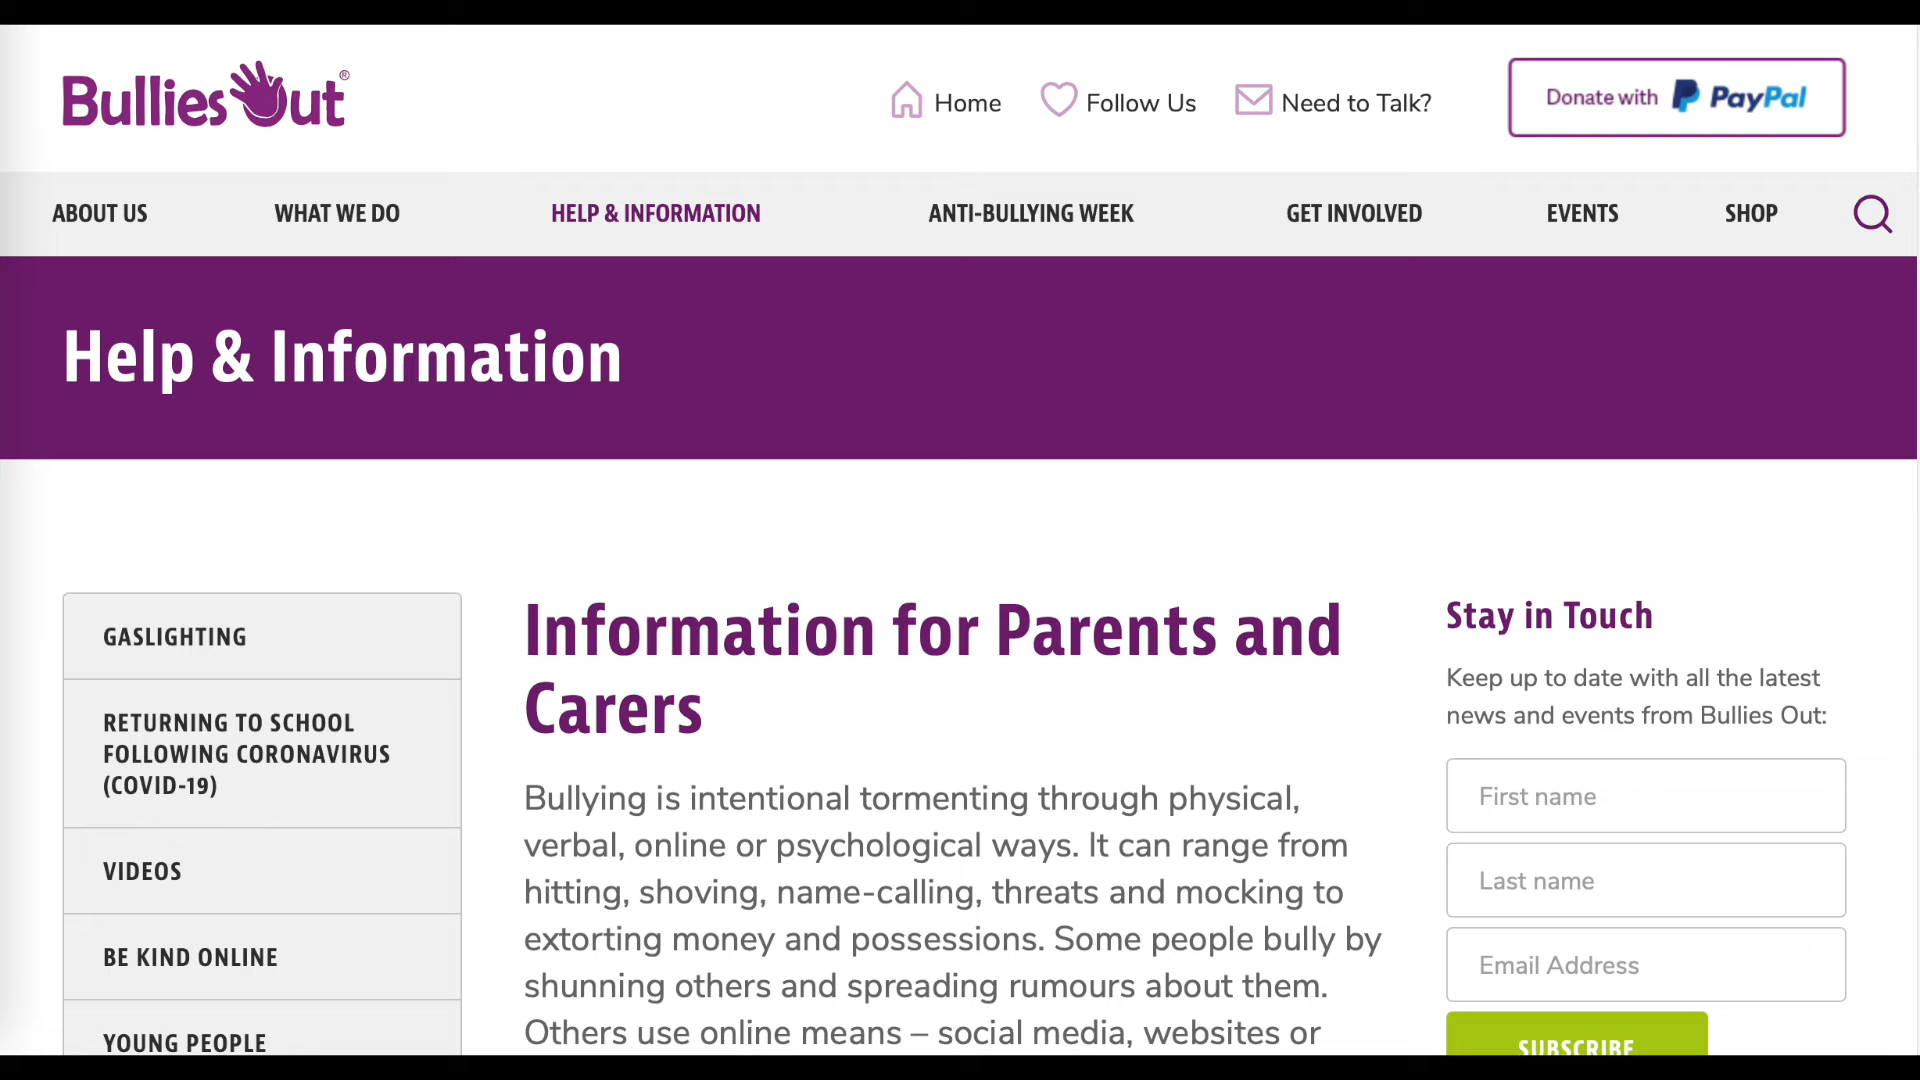 Bullies Out®
Home
Follow Us
Need to Talk?
Donate with PayPal
ABOUT US
WHAT WE DO
HELP & INFORMATION
ANTI-BULLYING WEEK
GET INVOLVED
EVENTS
SHOP
Help & Information
GASLIGHTING
RETURNING TO SCHOOL
FOLLOWING CORONAVIRUS
(COVID-19)
VIDEOS
BE KIND ONLINE
YOUNG PEOPLE
Information for Parents and
Carers
Bullying is intentional tormenting through physical,
verbal, online or psychological ways. It can range from
hitting, shoving, name-calling, threats and mocking to
extorting money and possessions. Some people bully by
shunning others and spreading rumours about them.
Others use online means – social media, websites or
Stay in Touch
Keep up to date with all the latest
news and events from Bullies Out:
First name
Last name
Email Address
SUBSCRIBE